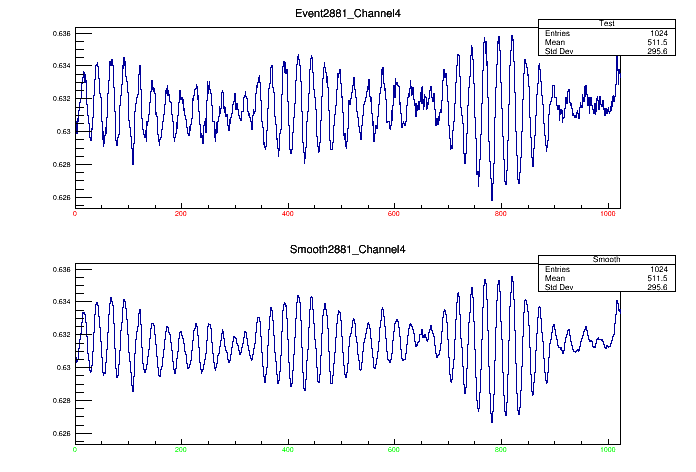 Event2881_Channel4
Test
Entries 1024
Mean 511.5
Std Dev 295.6
0.636
0.634
0.632
0.63
0.628
0.626
0 200 400 600 800 1000
Smooth2881_Channel4
Smooth
Entries 1024
Mean 511.5
Std Dev 295.6
0.636
0.634
0.632
0.63
0.628
0.626
0 200 400 600 800 1000